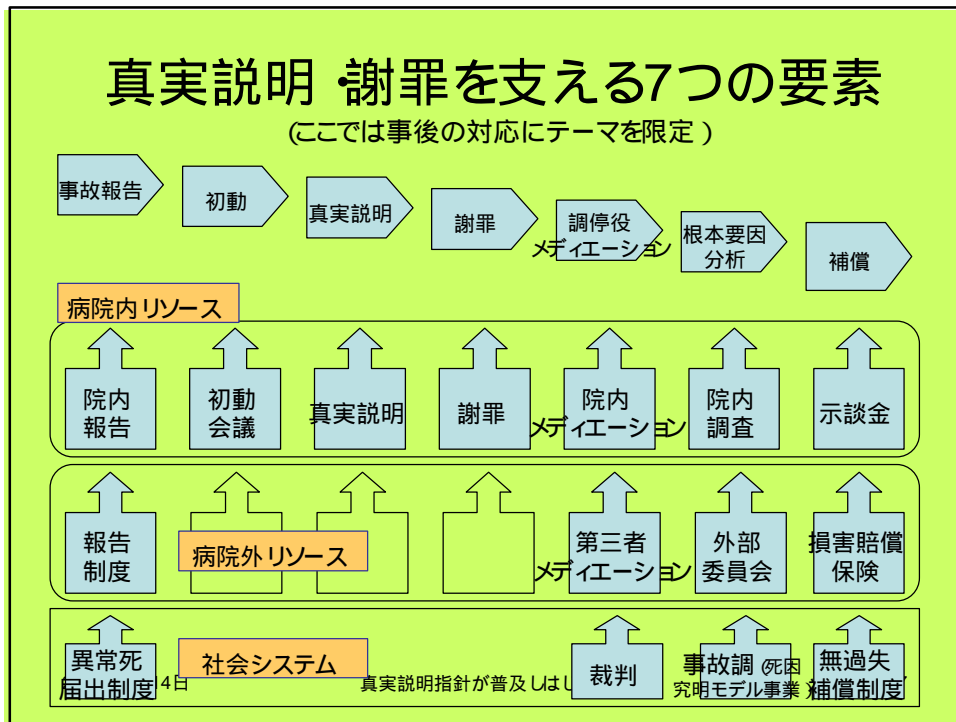 真実説明・謝罪を支える7つの要素
(ここでは事後の対応にテーマを限定)
事故報告
初動
真実説明
謝罪
調停役
メディエーション
根本要因
分析
補償
病院内リソース
院内
報告
初動
会議
真実説明
謝罪
院内
メディエーション
院内
調査
示談金
報告
制度
病院外リソース
第三者
メディエーション
外部
委員会
損害賠償
保険
異常死
届出制度
社会システム
裁判
事故調(死因
究明モデル事業)
無過失
補償制度
14日
真実説明指針が普及しはじ